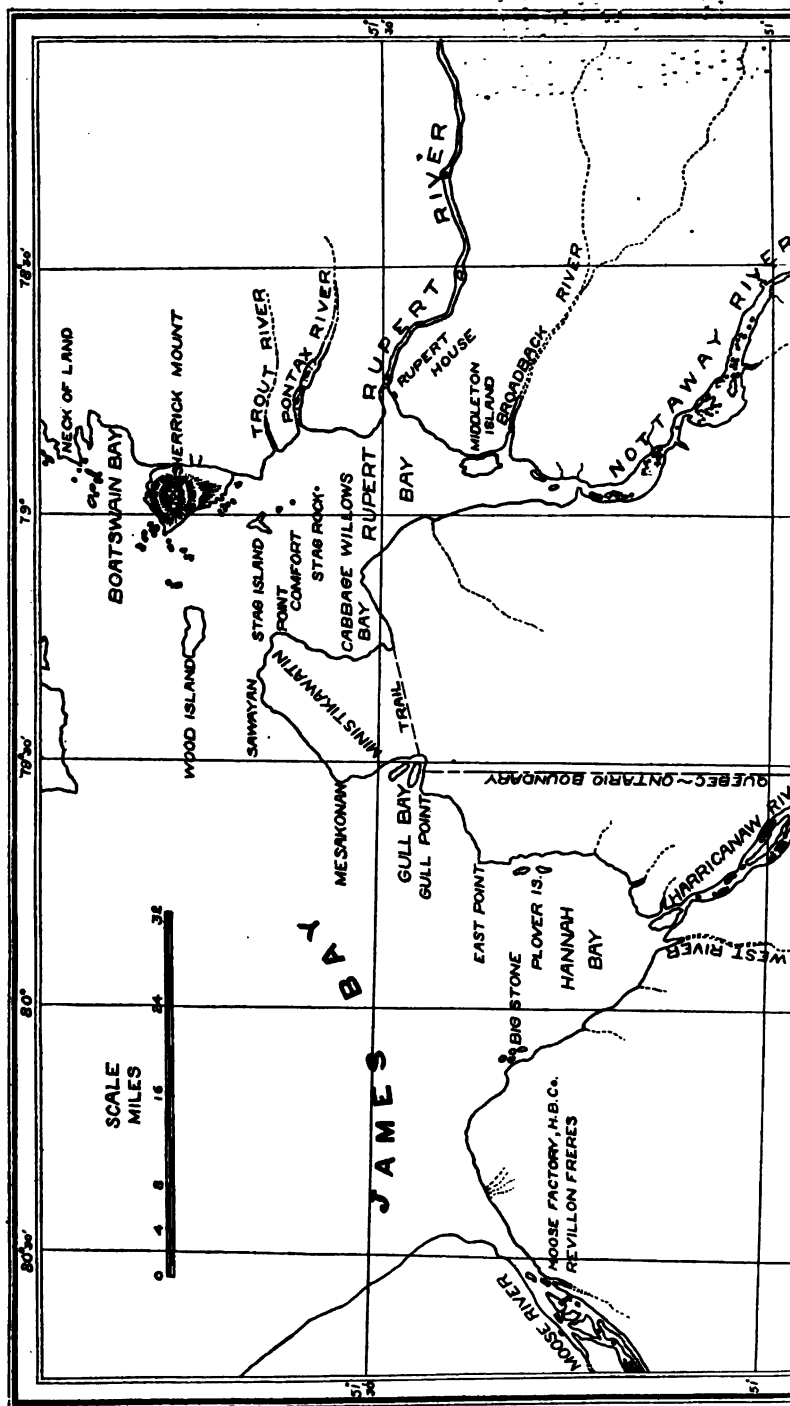 80°30'
80°
79°30'
79°
78°30'
51°
30'
51°
51°
30'
51°
SCALE
MILES
0 4 8 16 24 32
JAMES BAY
NECK OF LAND
BOATSWAIN BAY
SHERRICK MOUNT
WOOD ISLAND
TROUT RIVER
PONTAX RIVER
STAG ISLAND
POINT
COMFORT
STAG ROCK
SAWAYAN
MINISTIKAWATIN
CABBAGE WILLOWS
BAY
RUPERT
BAY
RUPERT RIVER
RUPERT
HOUSE
MESAKONAN
TRAIL
GULL BAY
GULL POINT
MIDDLETON
ISLAND
BROADBACK RIVER
NOTTAWAY RIVER
QUEBEC~ONTARIO BOUNDARY
EAST POINT
PLOVER IS.
BIG STONE
HANNAH
BAY
HARRICANAW RIV
WEST RIVER
MOOSE FACTORY, H.B.Co.
REVILLON FRERES
MOOSE RIVER